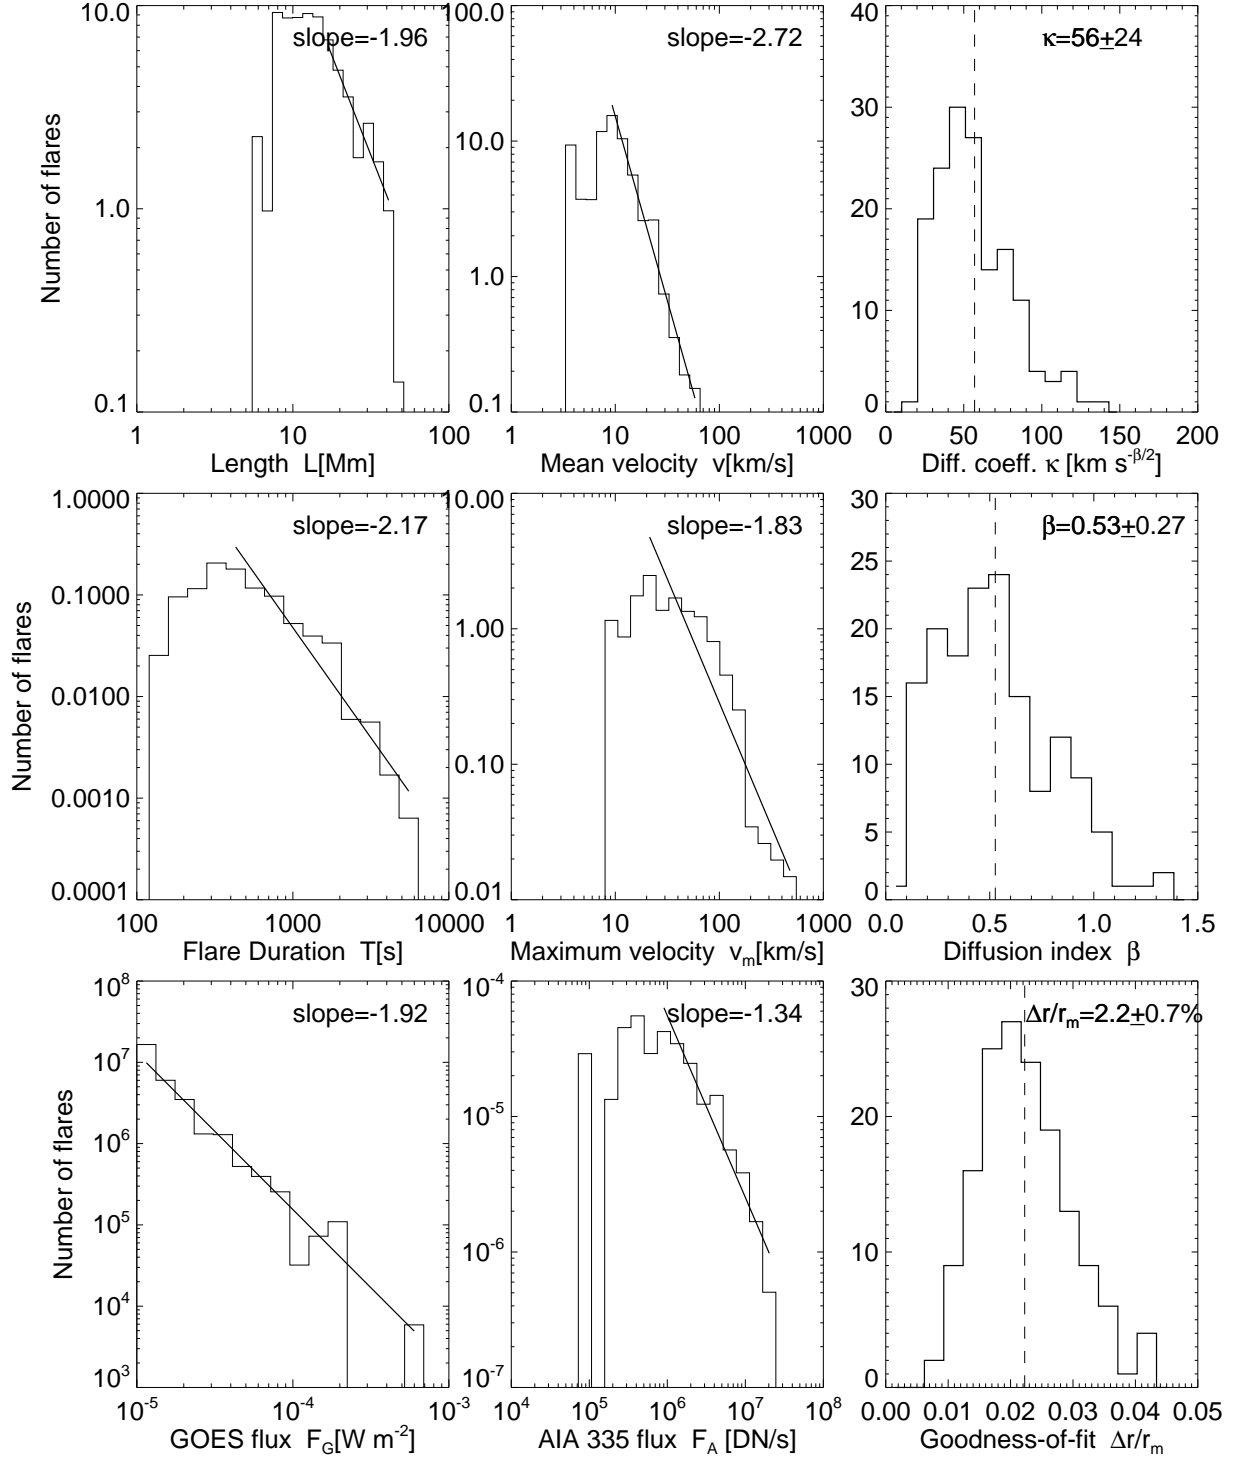 slope=-1.96
10.0
1.0
0.1
Number of flares
1 10 100
Length L[Mm]
slope=-2.72
100.0
10.0
1.0
0.1
1 10 100 1000
Mean velocity v[km/s]
κ=56±24
40
30
20
10
0
0 50 100 150 200
Diff. coeff. κ [km s^-β/2]
slope=-2.17
1.0000
0.1000
0.0100
0.0010
0.0001
Number of flares
100 1000 10000
Flare Duration T[s]
slope=-1.83
10.00
1.00
0.10
0.01
1 10 100 1000
Maximum velocity v_m[km/s]
β=0.53±0.27
30
25
20
15
10
5
0
0.0 0.5 1.0 1.5
Diffusion index β
slope=-1.92
10^8
10^7
10^6
10^5
10^4
10^3
Number of flares
10^-5 10^-4 10^-3
GOES flux F_G[W m^-2]
slope=-1.34
10^-4
10^-5
10^-6
10^-7
10^4 10^5 10^6 10^7 10^8
AIA 335 flux F_A [DN/s]
Δr/r_m=2.2±0.7%
30
20
10
0
0.00 0.01 0.02 0.03 0.04 0.05
Goodness-of-fit Δr/r_m